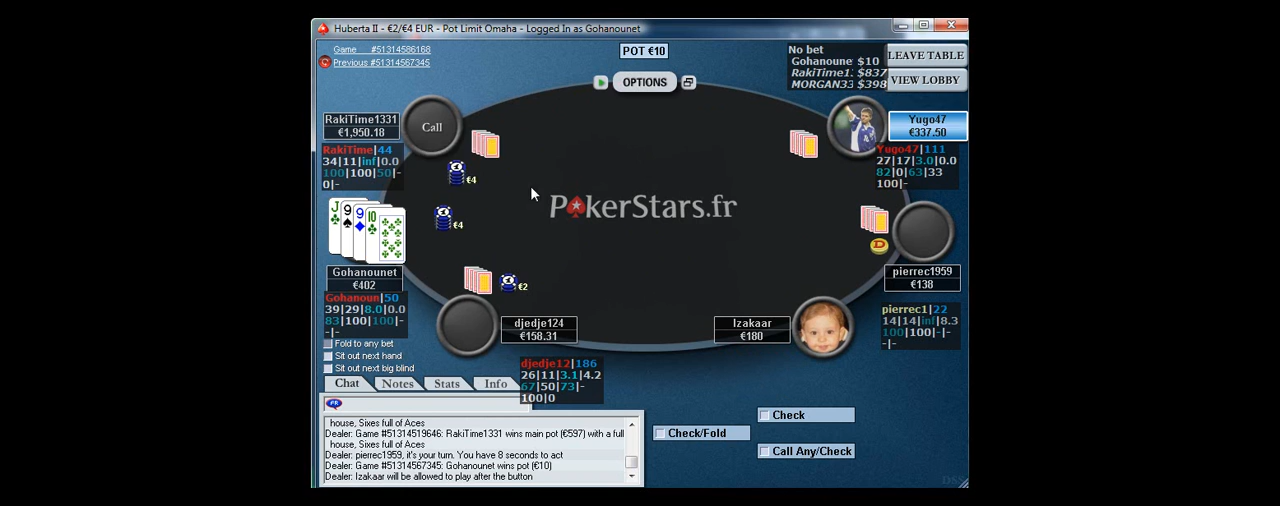 Huberta II - €2/€4 EUR - Pot Limit Omaha - Logged In as Gohanounet
Game #51314586168
Previous #51314567345
POT €10
OPTIONS
No bet
Gohanoune $10
RakiTime1: $837
MORGAN33 $398
LEAVE TABLE
VIEW LOBBY
RakiTime1331
€1,950.18
Call
Yugo47
€337.50
RakiTime|44
34|11|inf|0.0
100|100|50|-
0|-
Yugo47|111
27|17|3.0|0.0
82|0|63|33
100|-
€4
€4
PokerStars.fr
J 9 9 10
D
Gohanounet
€402
pierrec1959
€138
Gohanoun|50
39|29|8.0|0.0
83|100|100|-
-|-
€2
djedje124
€158.31
Izakaar
€180
pierrec1|22
14|14|inf|8.3
100|100|-|-
-|-
Fold to any bet
Sit out next hand
Sit out next big blind
djedje12|186
26|11|3.1|4.2
67|50|73|-
100|0
Chat Notes Stats Info
FR
house, Sixes full of Aces
Dealer: Game #51314519646: RakiTime1331 wins main pot (€597) with a full
house, Sixes full of Aces
Dealer: pierrec1959, it's your turn. You have 8 seconds to act
Dealer: Game #51314567345: Gohanounet wins pot (€10)
Dealer: Izakaar will be allowed to play after the button
Check/Fold
Check
Call Any/Check